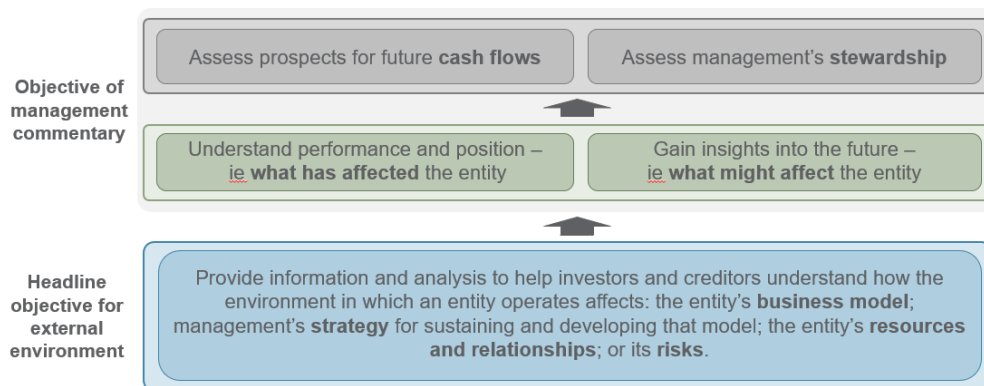 Objective of
management
commentary
Assess prospects for future cash flows
Assess management's stewardship
Understand performance and position –
ie what has affected the entity
Gain insights into the future –
ie what might affect the entity
Headline
objective for
external
environment
Provide information and analysis to help investors and creditors understand how the
environment in which an entity operates affects: the entity's business model;
management's strategy for sustaining and developing that model; the entity's resources
and relationships; or its risks.